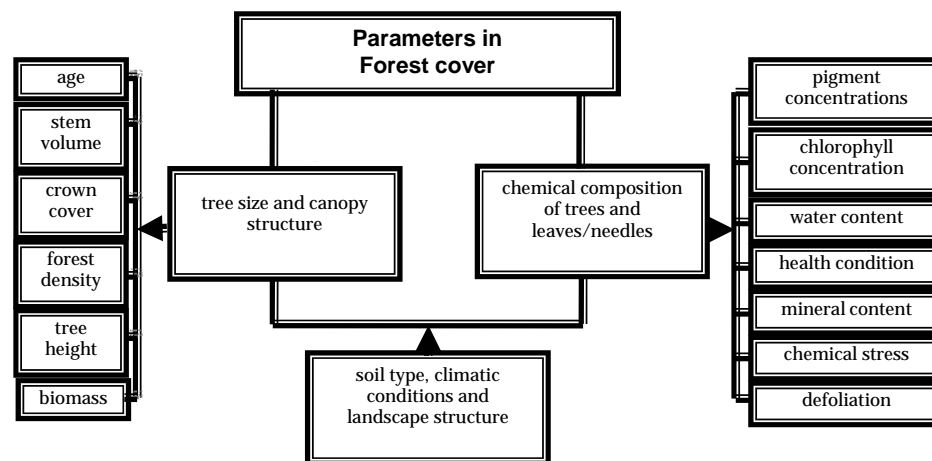 Parameters in
Forest cover
age
stem
volume
crown
cover
forest
density
tree
height
biomass
tree size and canopy
structure
chemical composition
of trees and
leaves/needles
soil type, climatic
conditions and
landscape structure
pigment
concentrations
chlorophyll
concentration
water content
health condition
mineral content
chemical stress
defoliation